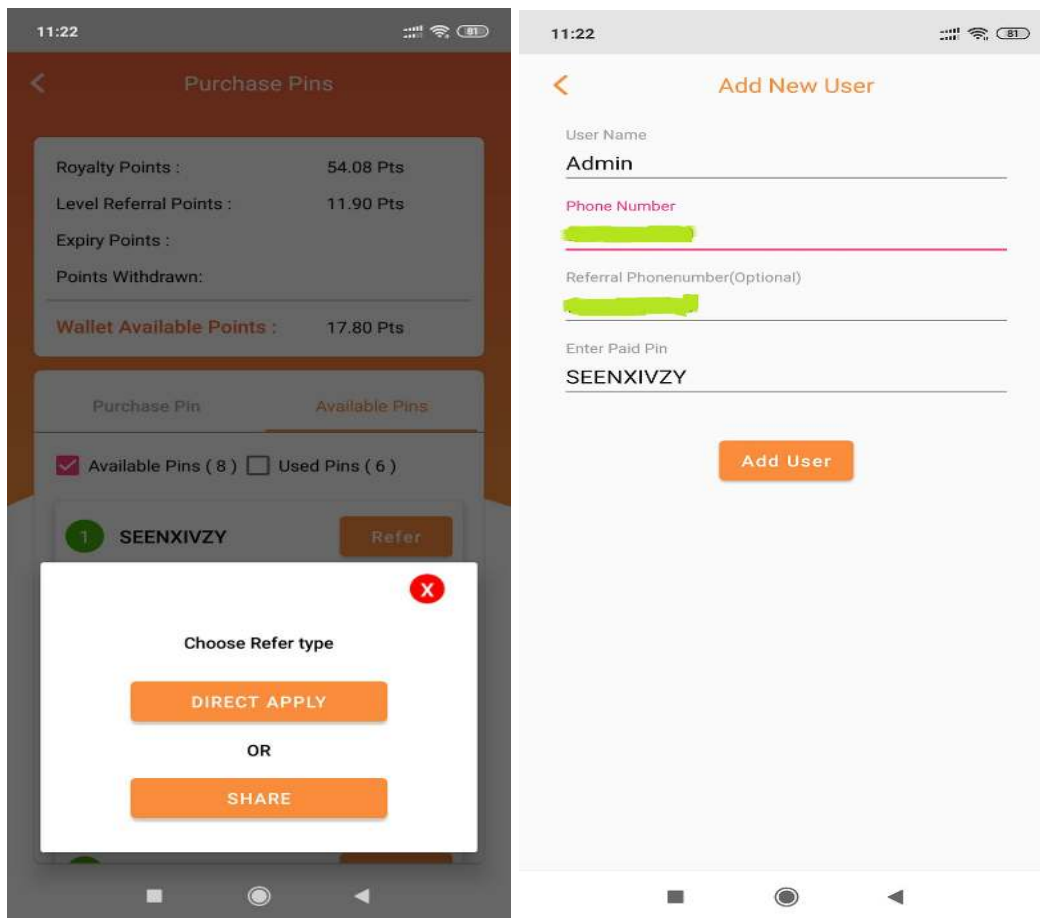 11:22
81
Purchase Pins
Royalty Points : 54.08 Pts
Level Referral Points : 11.90 Pts
Expiry Points :
Points Withdrawn:
Wallet Available Points : 17.80 Pts
Purchase Pin Available Pins
Available Pins ( 8 ) Used Pins ( 6 )
1 SEENXIVZY Refer
X
Choose Refer type
DIRECT APPLY
OR
SHARE
11:22
81
Add New User
User Name
Admin
Phone Number
Referral Phonenumber(Optional)
Enter Paid Pin
SEENXIVZY
Add User